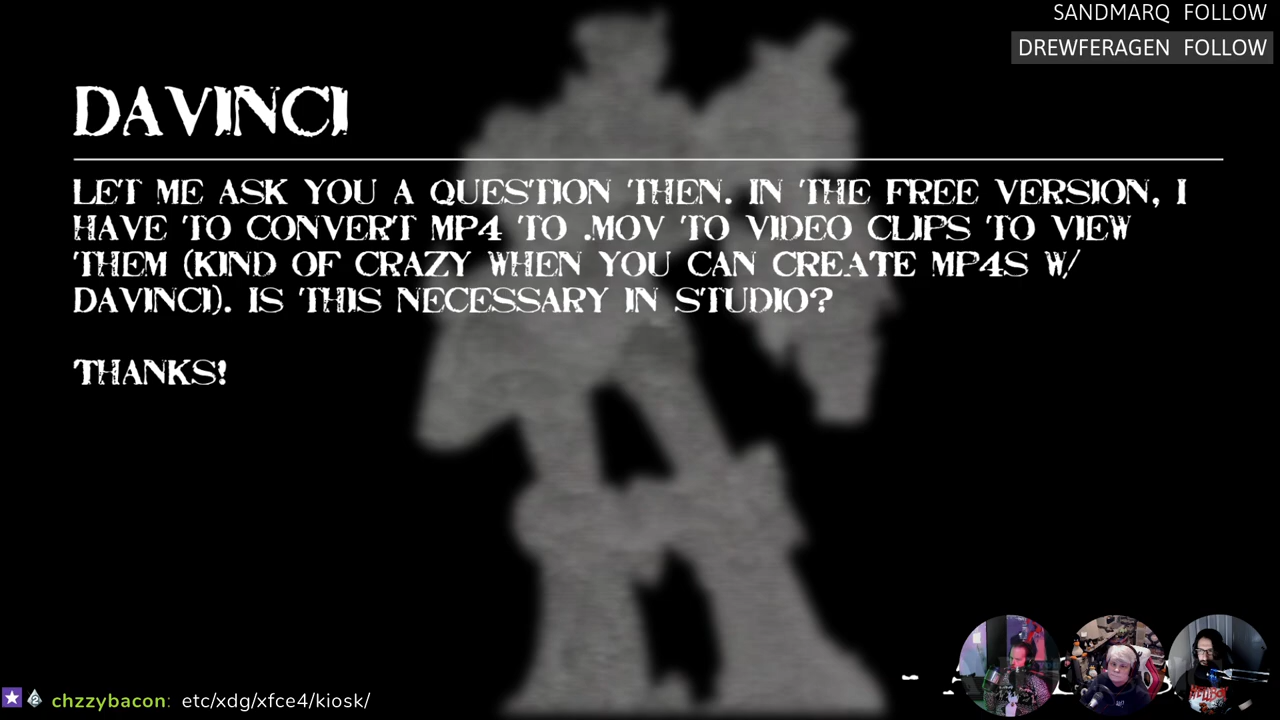 SANDMARQ FOLLOW
DREWFERAGEN FOLLOW
DAVINCI
LET ME ASK YOU A QUESTION THEN. IN THE FREE VERSION, I
HAVE TO CONVERT MP4 TO .MOV TO VIDEO CLIPS TO VIEW
THEM (KIND OF CRAZY WHEN YOU CAN CREATE MP4S W/
DAVINCI). IS THIS NECESSARY IN STUDIO?
THANKS!
chzzybacon: etc/xdg/xfce4/kiosk/